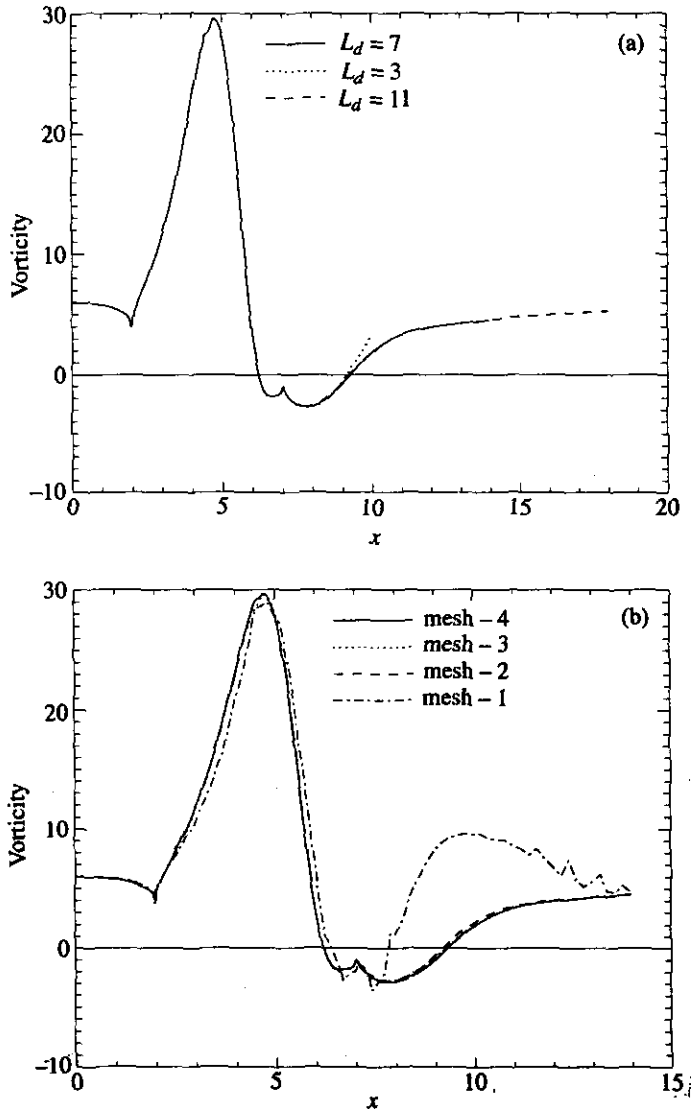 30
20
10
0
−10
Vorticity
(a)
L_d = 7
L_d = 3
L_d = 11
0
5
10
15
20
x
30
20
10
0
−10
Vorticity
(b)
mesh – 4
mesh – 3
mesh – 2
mesh – 1
0
5
10
15
x